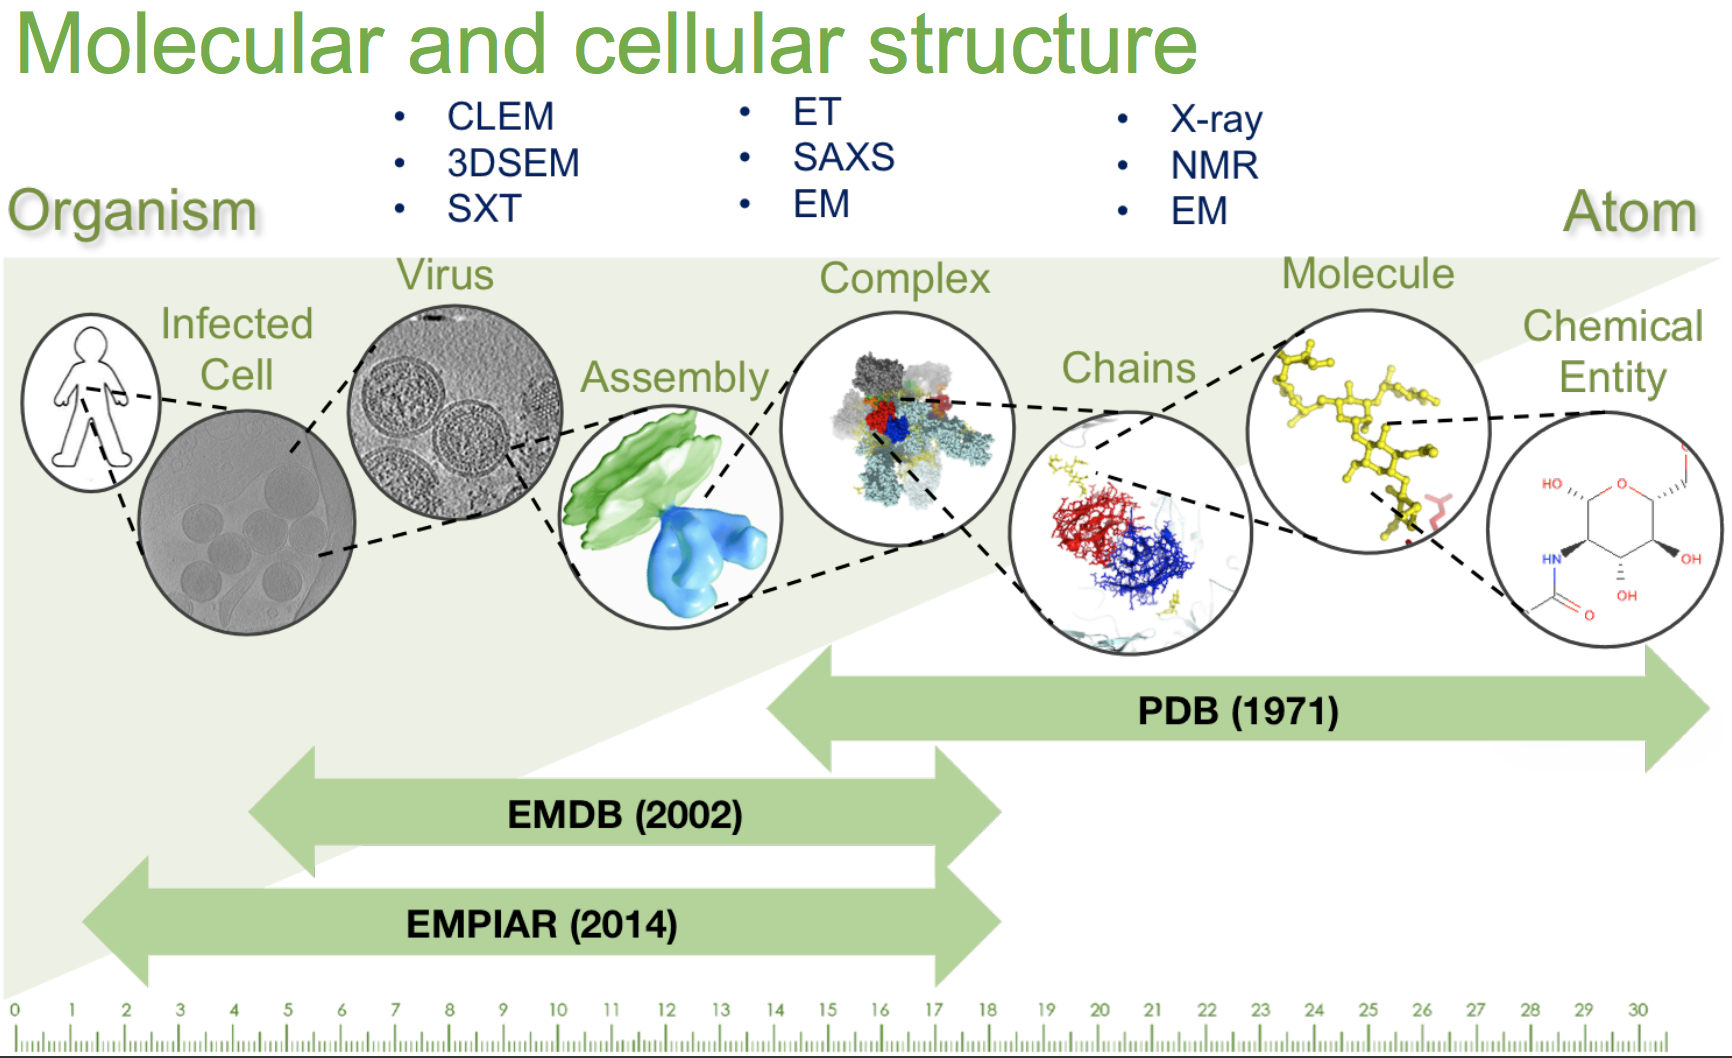 Molecular and cellular structure
• CLEM
• 3DSEM
• SXT
• ET
• SAXS
• EM
• X-ray
• NMR
• EM
Organism
Atom
Virus
Infected
Cell
Assembly
Complex
Chains
Molecule
Chemical
Entity
HO
O
O
HN
OH
OH
O
PDB (1971)
EMDB (2002)
EMPIAR (2014)
0 1 2 3 4 5 6 7 8 9 10 11 12 13 14 15 16 17 18 19 20 21 22 23 24 25 26 27 28 29 30